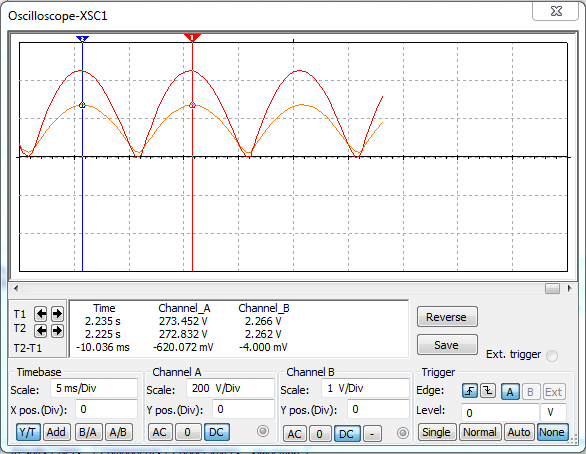 Oscilloscope-XSC1
2 1
T1
T2
T2-T1
Time Channel_A Channel_B
2.235 s 273.452 V 2.266 V
2.225 s 272.832 V 2.262 V
-10.036 ms -620.072 mV -4.000 mV
Reverse
Save
Ext. trigger
Timebase
Scale: 5 ms/Div
X pos.(Div): 0
Y/T Add B/A A/B
Channel A
Scale: 200 V/Div
Y pos.(Div): 0
AC 0 DC
Channel B
Scale: 1 V/Div
Y pos.(Div): 0
AC 0 DC -
Trigger
Edge: A B Ext
Level: 0 V
Single Normal Auto None